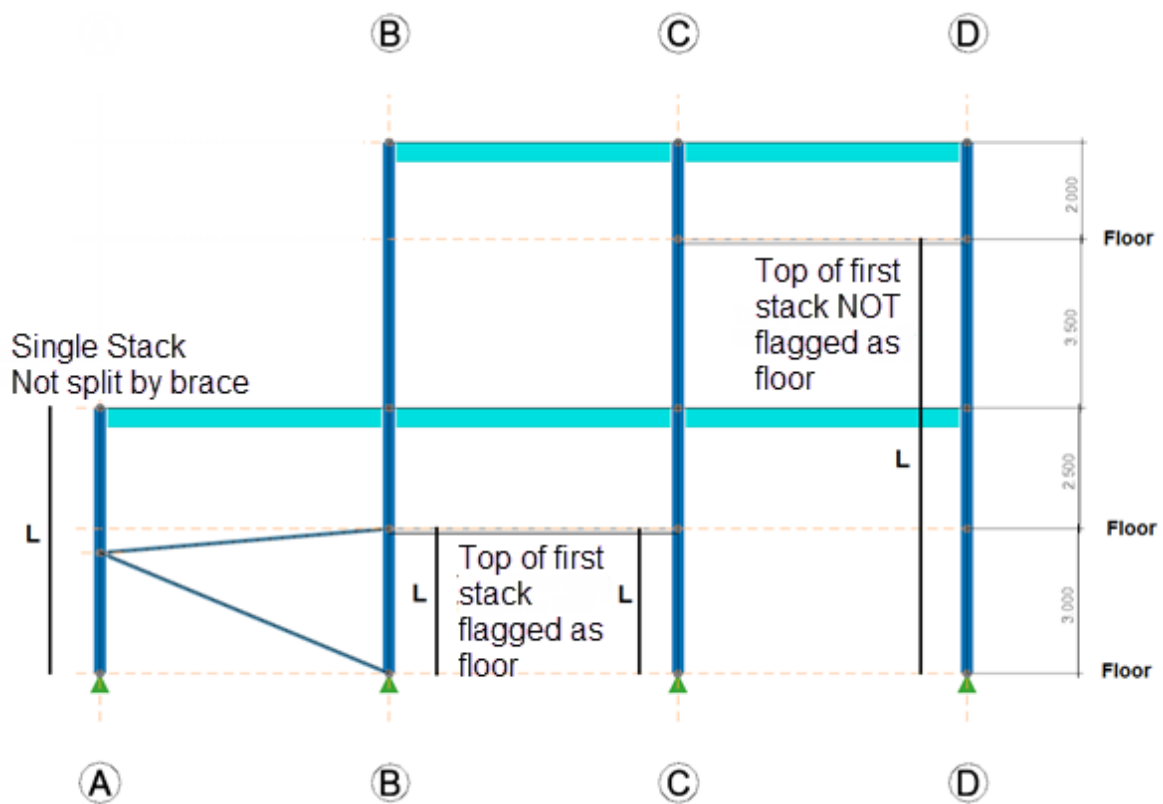 B
C
D
2 000
Floor
Top of first
stack NOT
flagged as
floor
3 500
Single Stack
Not split by brace
L
2 500
L
Floor
Top of first
stack
flagged as
floor
L
L
3 000
Floor
A
B
C
D